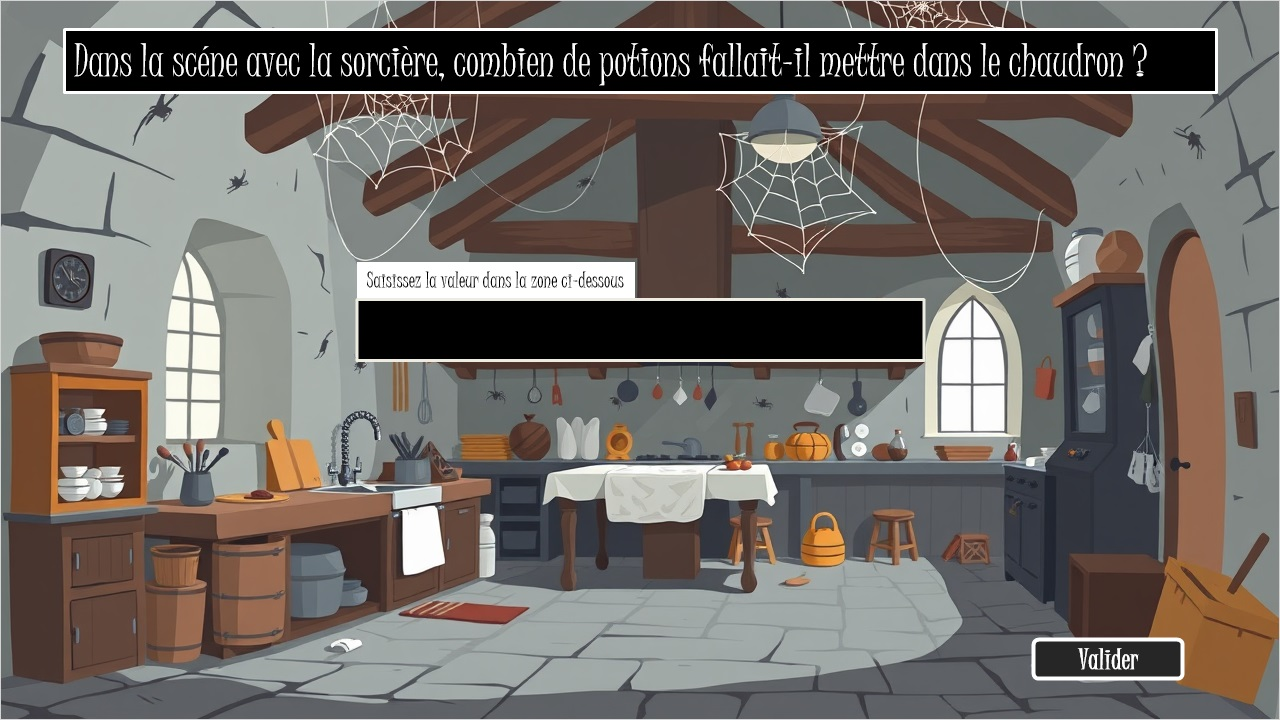 Dans la scéne avec la sorcière, combien de potions fallait-il mettre dans le chaudron ?
Saisissez la valeur dans la zone ci-dessous
Valider